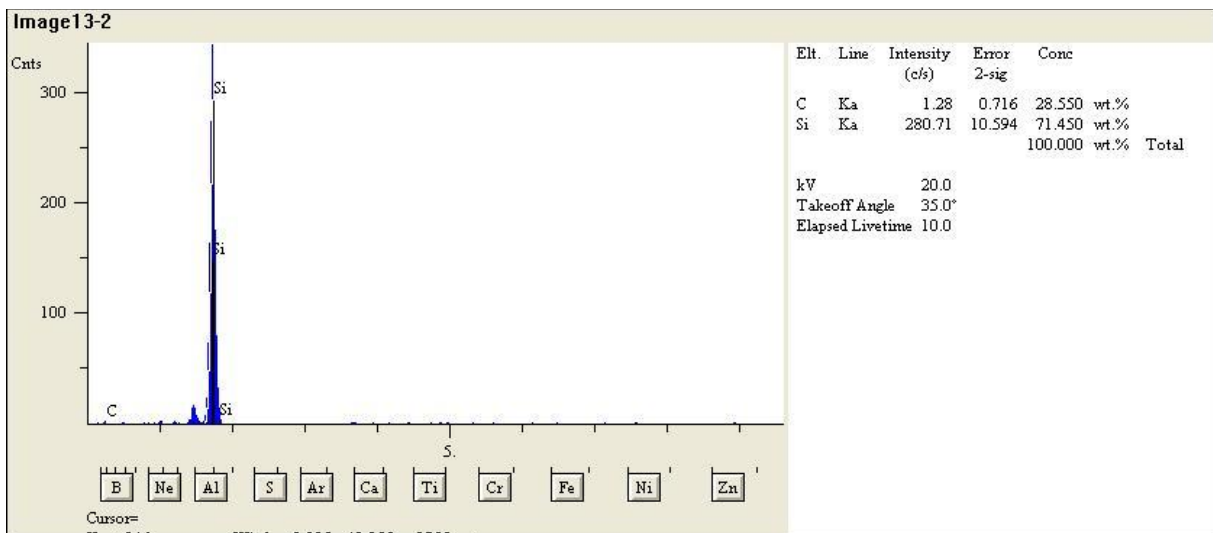 Image13-2
Cnts
300
200
100
Si
Si
Si
C
5.
B Ne Al S Ar Ca Ti Cr Fe Ni Zn
Cursor=
Elt. Line Intensity Error Conc
(c/s) 2-sig
C Ka 1.28 0.716 28.550 wt.%
Si Ka 280.71 10.594 71.450 wt.%
100.000 wt.% Total
kV 20.0
Takeoff Angle 35.0°
Elapsed Livetime 10.0